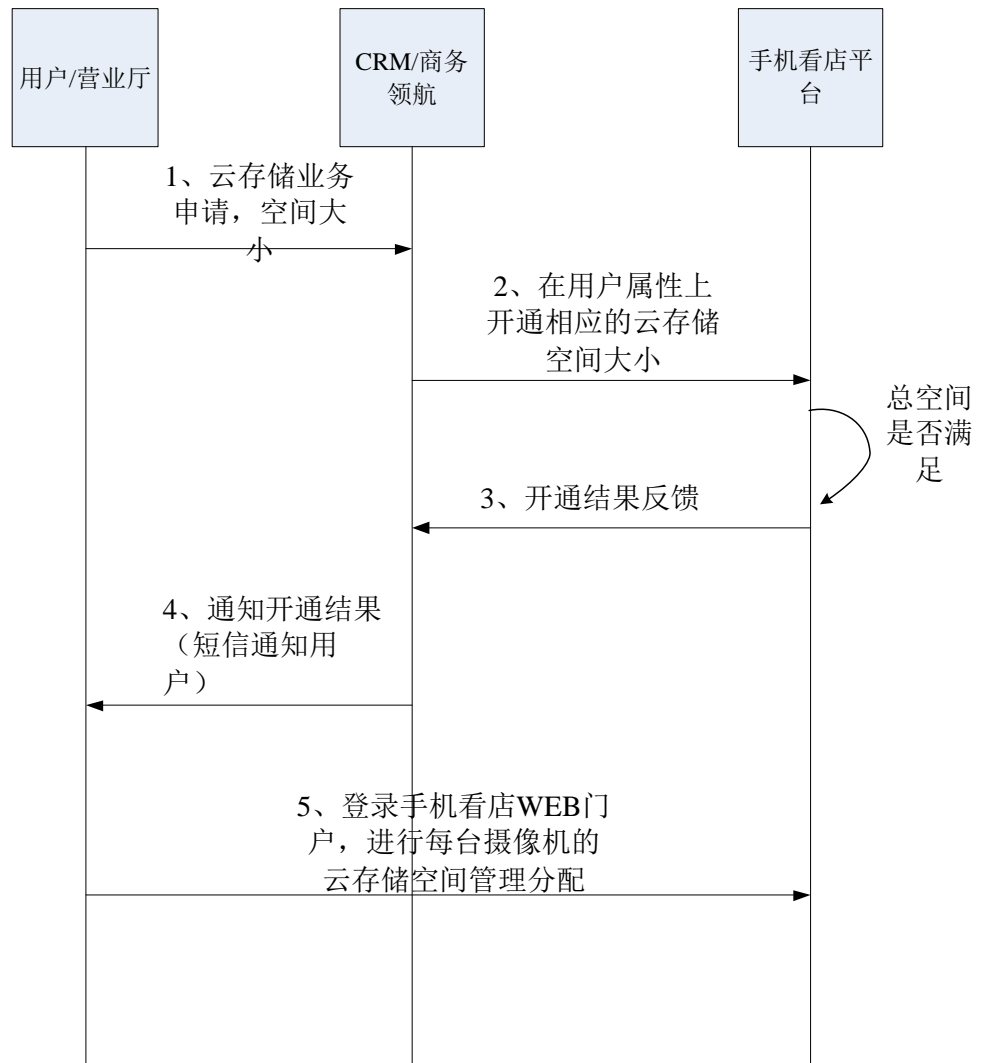 用户/营业厅
CRM/商务
领航
手机看店平
台
1、云存储业务
申请，空间大
小
2、在用户属性上
开通相应的云存储
空间大小
总空间
是否满
足
3、开通结果反馈
4、通知开通结果
（短信通知用
户）
5、登录手机看店WEB门
户，进行每台摄像机的
云存储空间管理分配